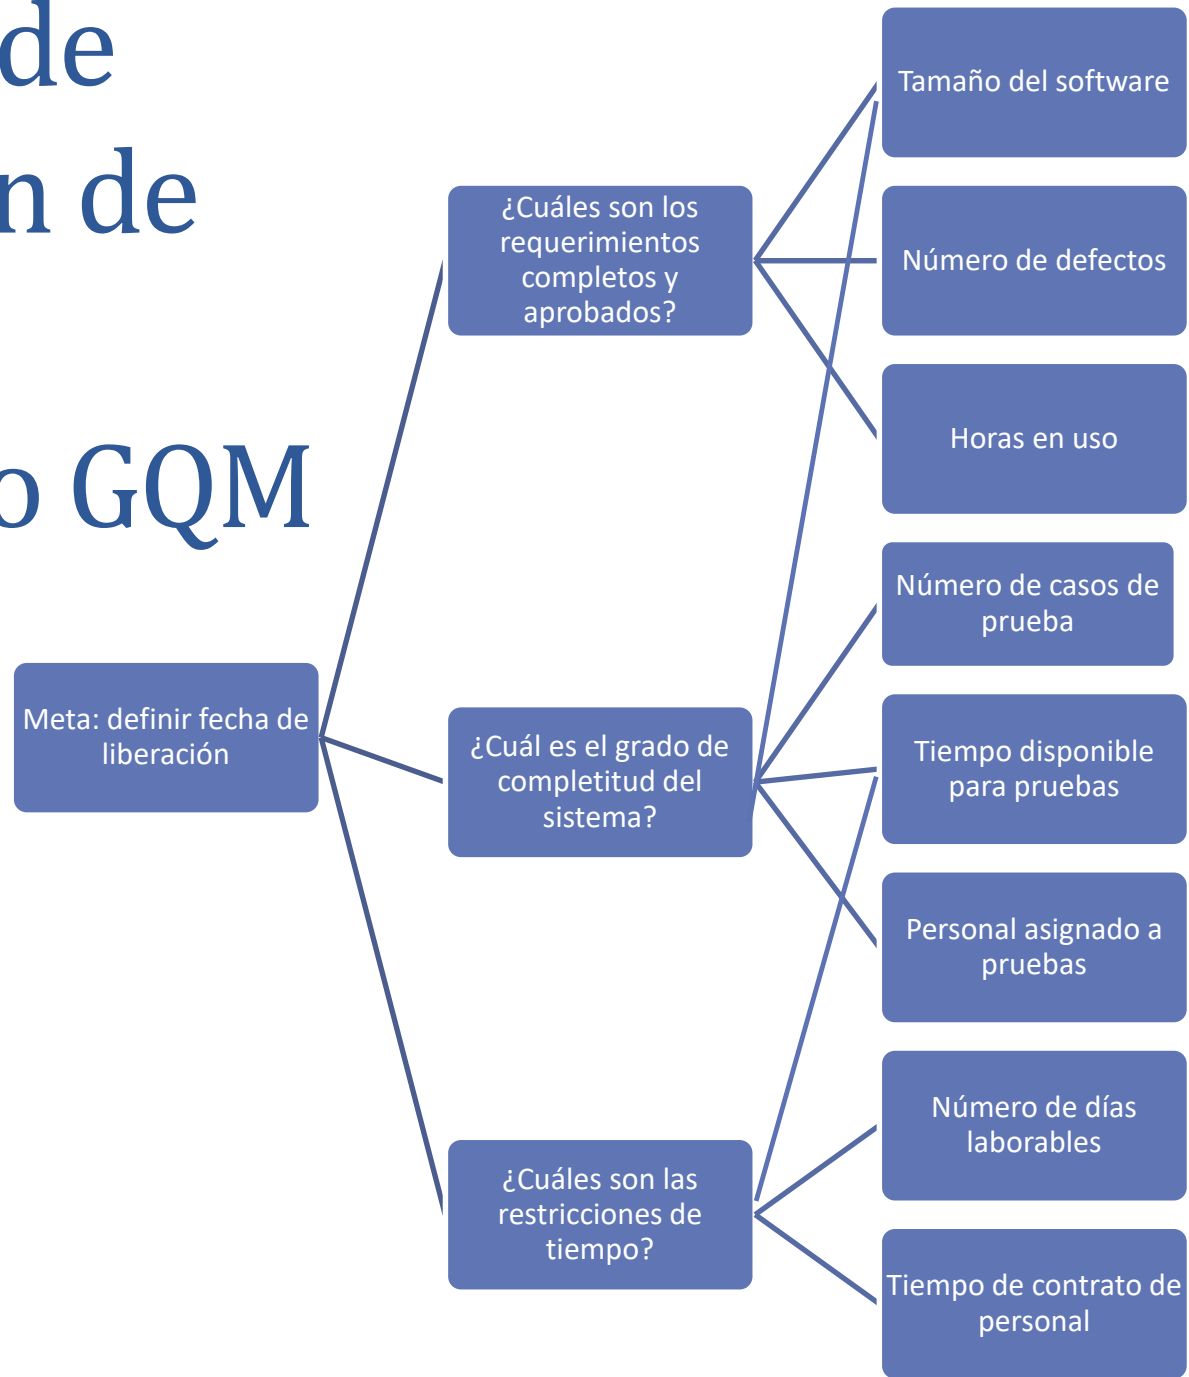 de
n de
o GQM
Meta: definir fecha de
liberación
¿Cuáles son los
requerimientos
completos y
aprobados?
¿Cuál es el grado de
completitud del
sistema?
¿Cuáles son las
restricciones de
tiempo?
Tamaño del software
Número de defectos
Horas en uso
Número de casos de
prueba
Tiempo disponible
para pruebas
Personal asignado a
pruebas
Número de días
laborables
Tiempo de contrato de
personal